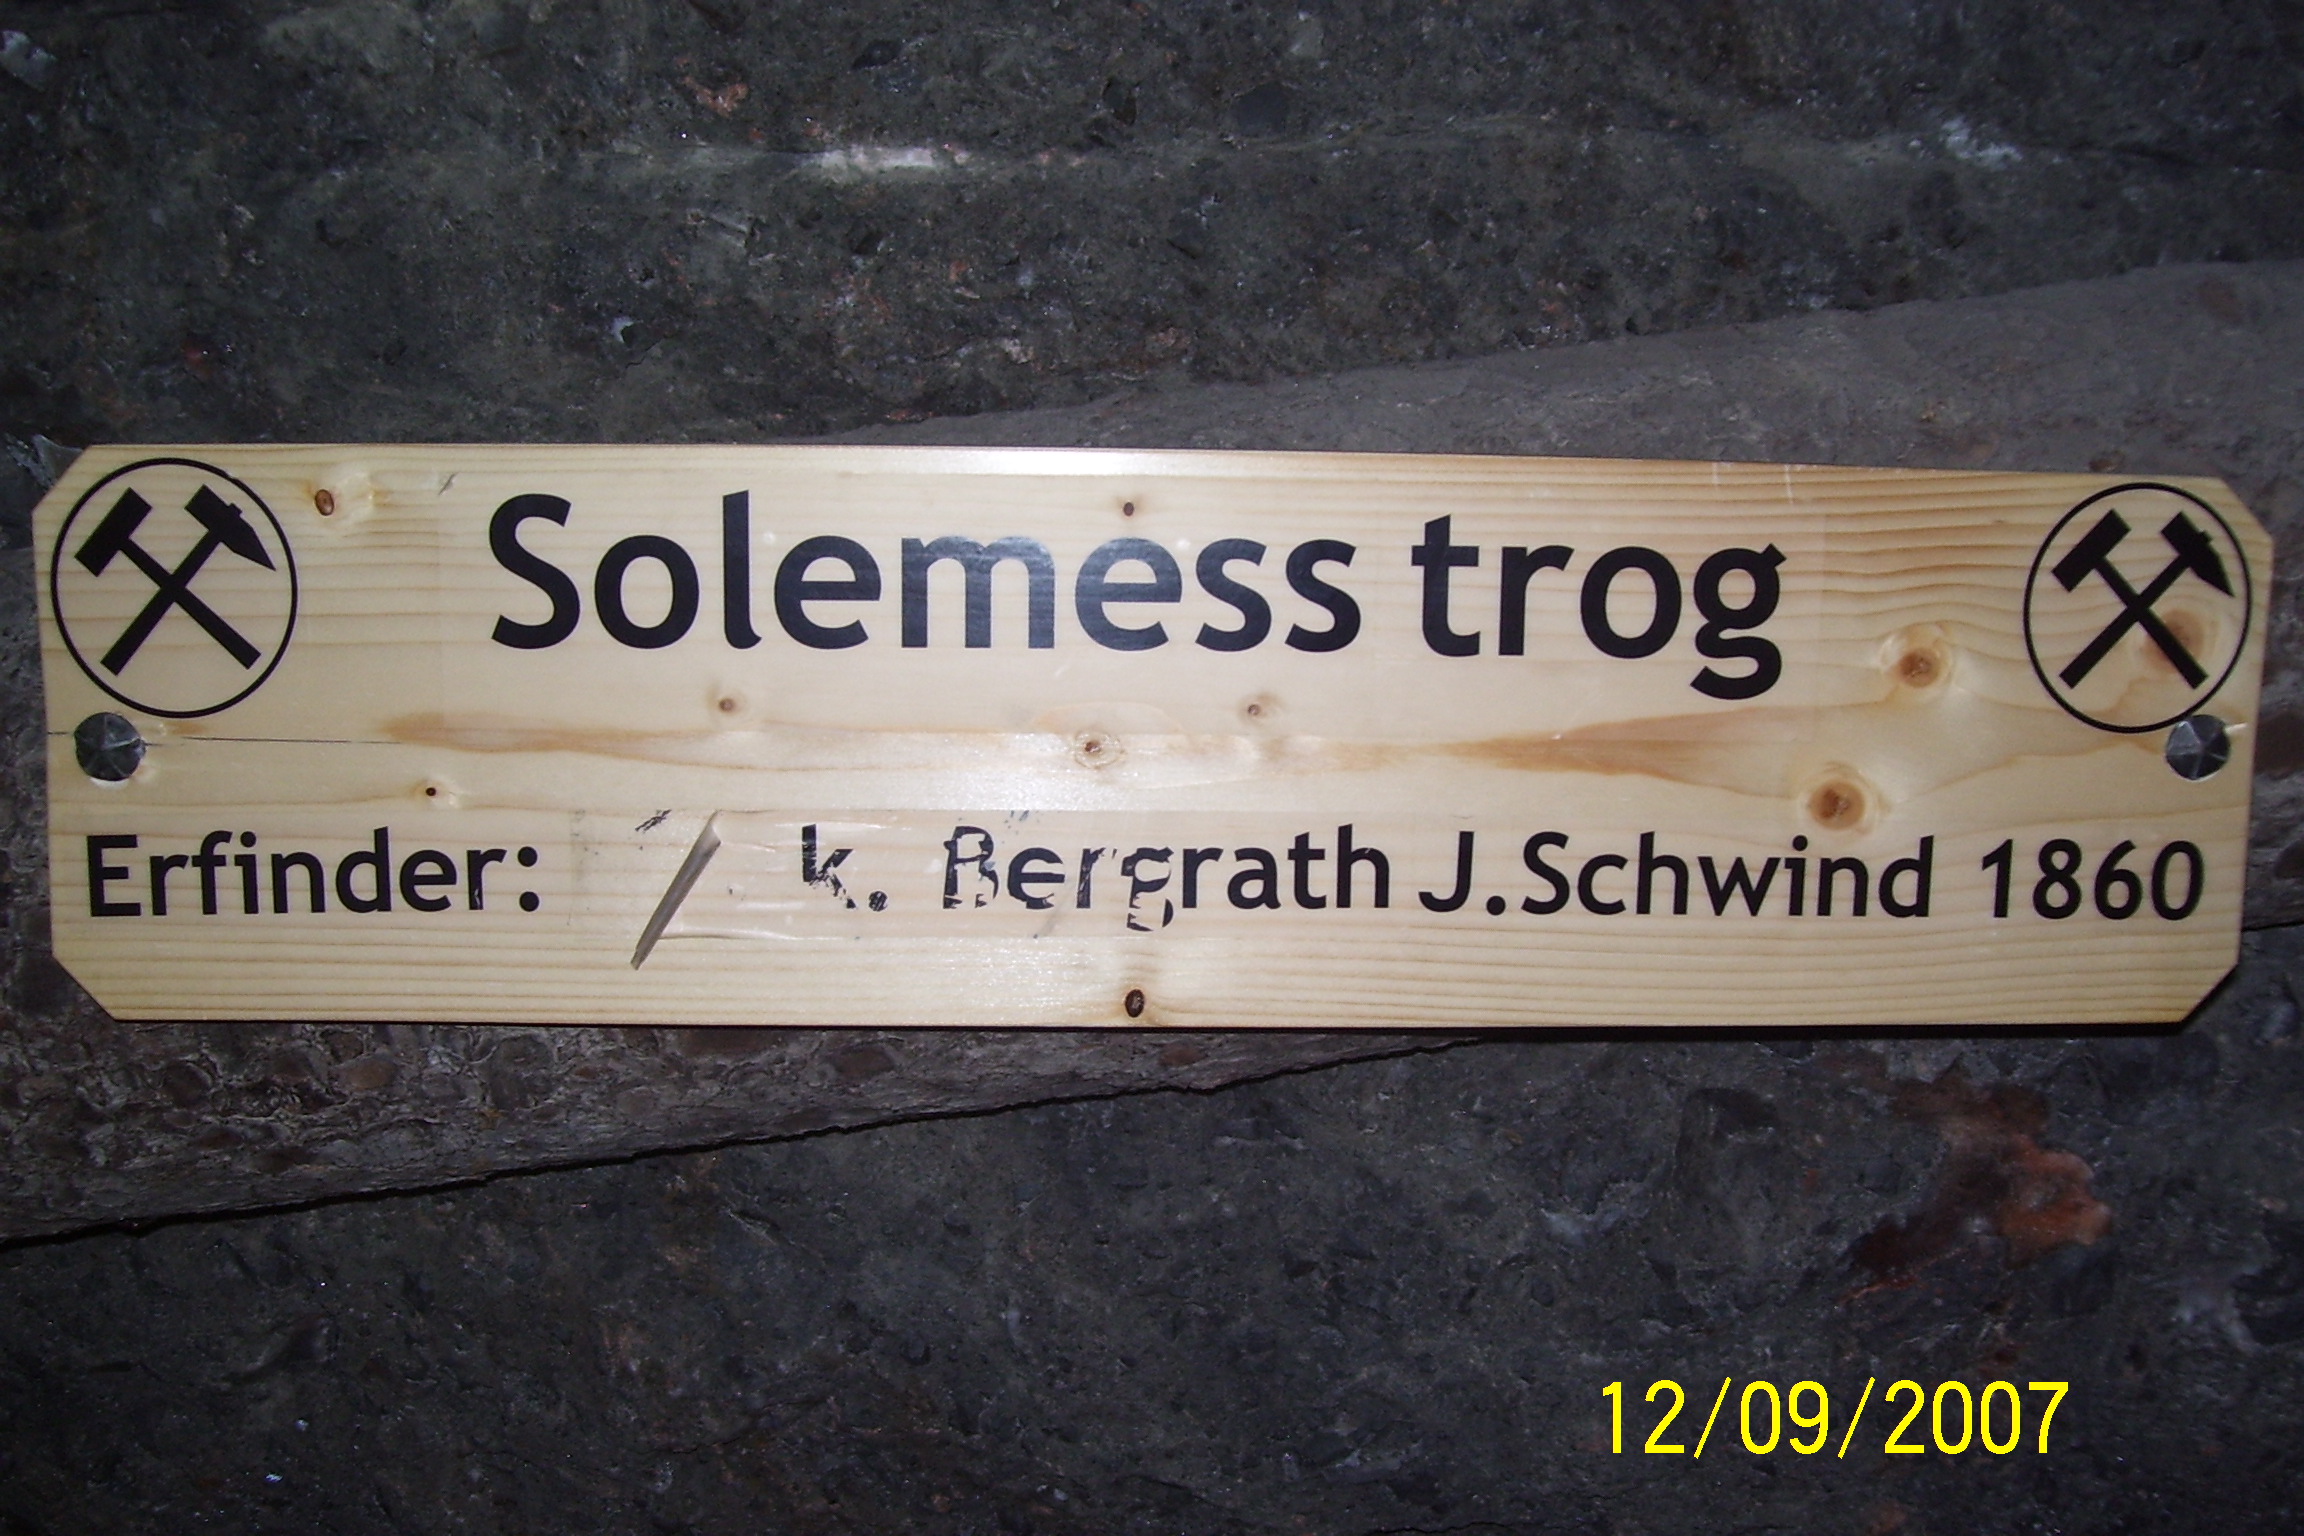 Solemess trog
Erfinder: k. Bergrath J. Schwind 1860
12/09/2007